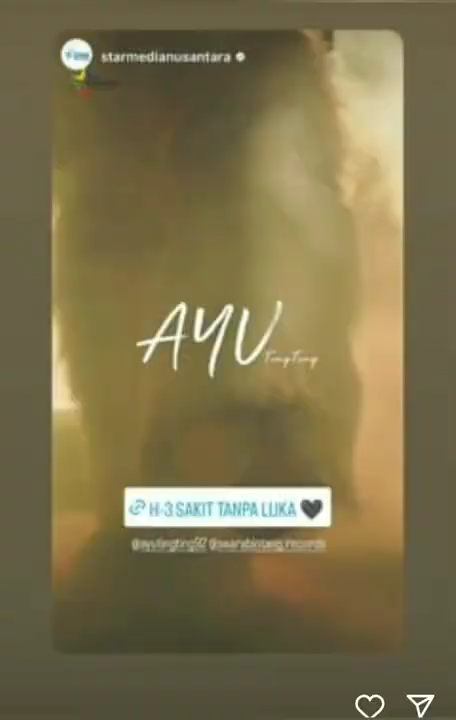 starmedianusantara
AYU
TingTing
H-3 SAKIT TANPA LUKA
@ayutingting92 @swarabintang.records